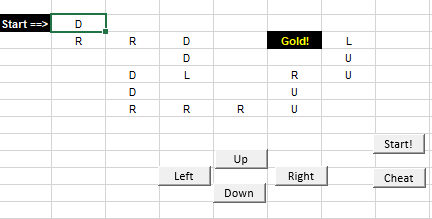 Start ==> D
R R D Gold! L
D U
D L R U
D U
R R R U
Start!
Up
Left Right Cheat
Down